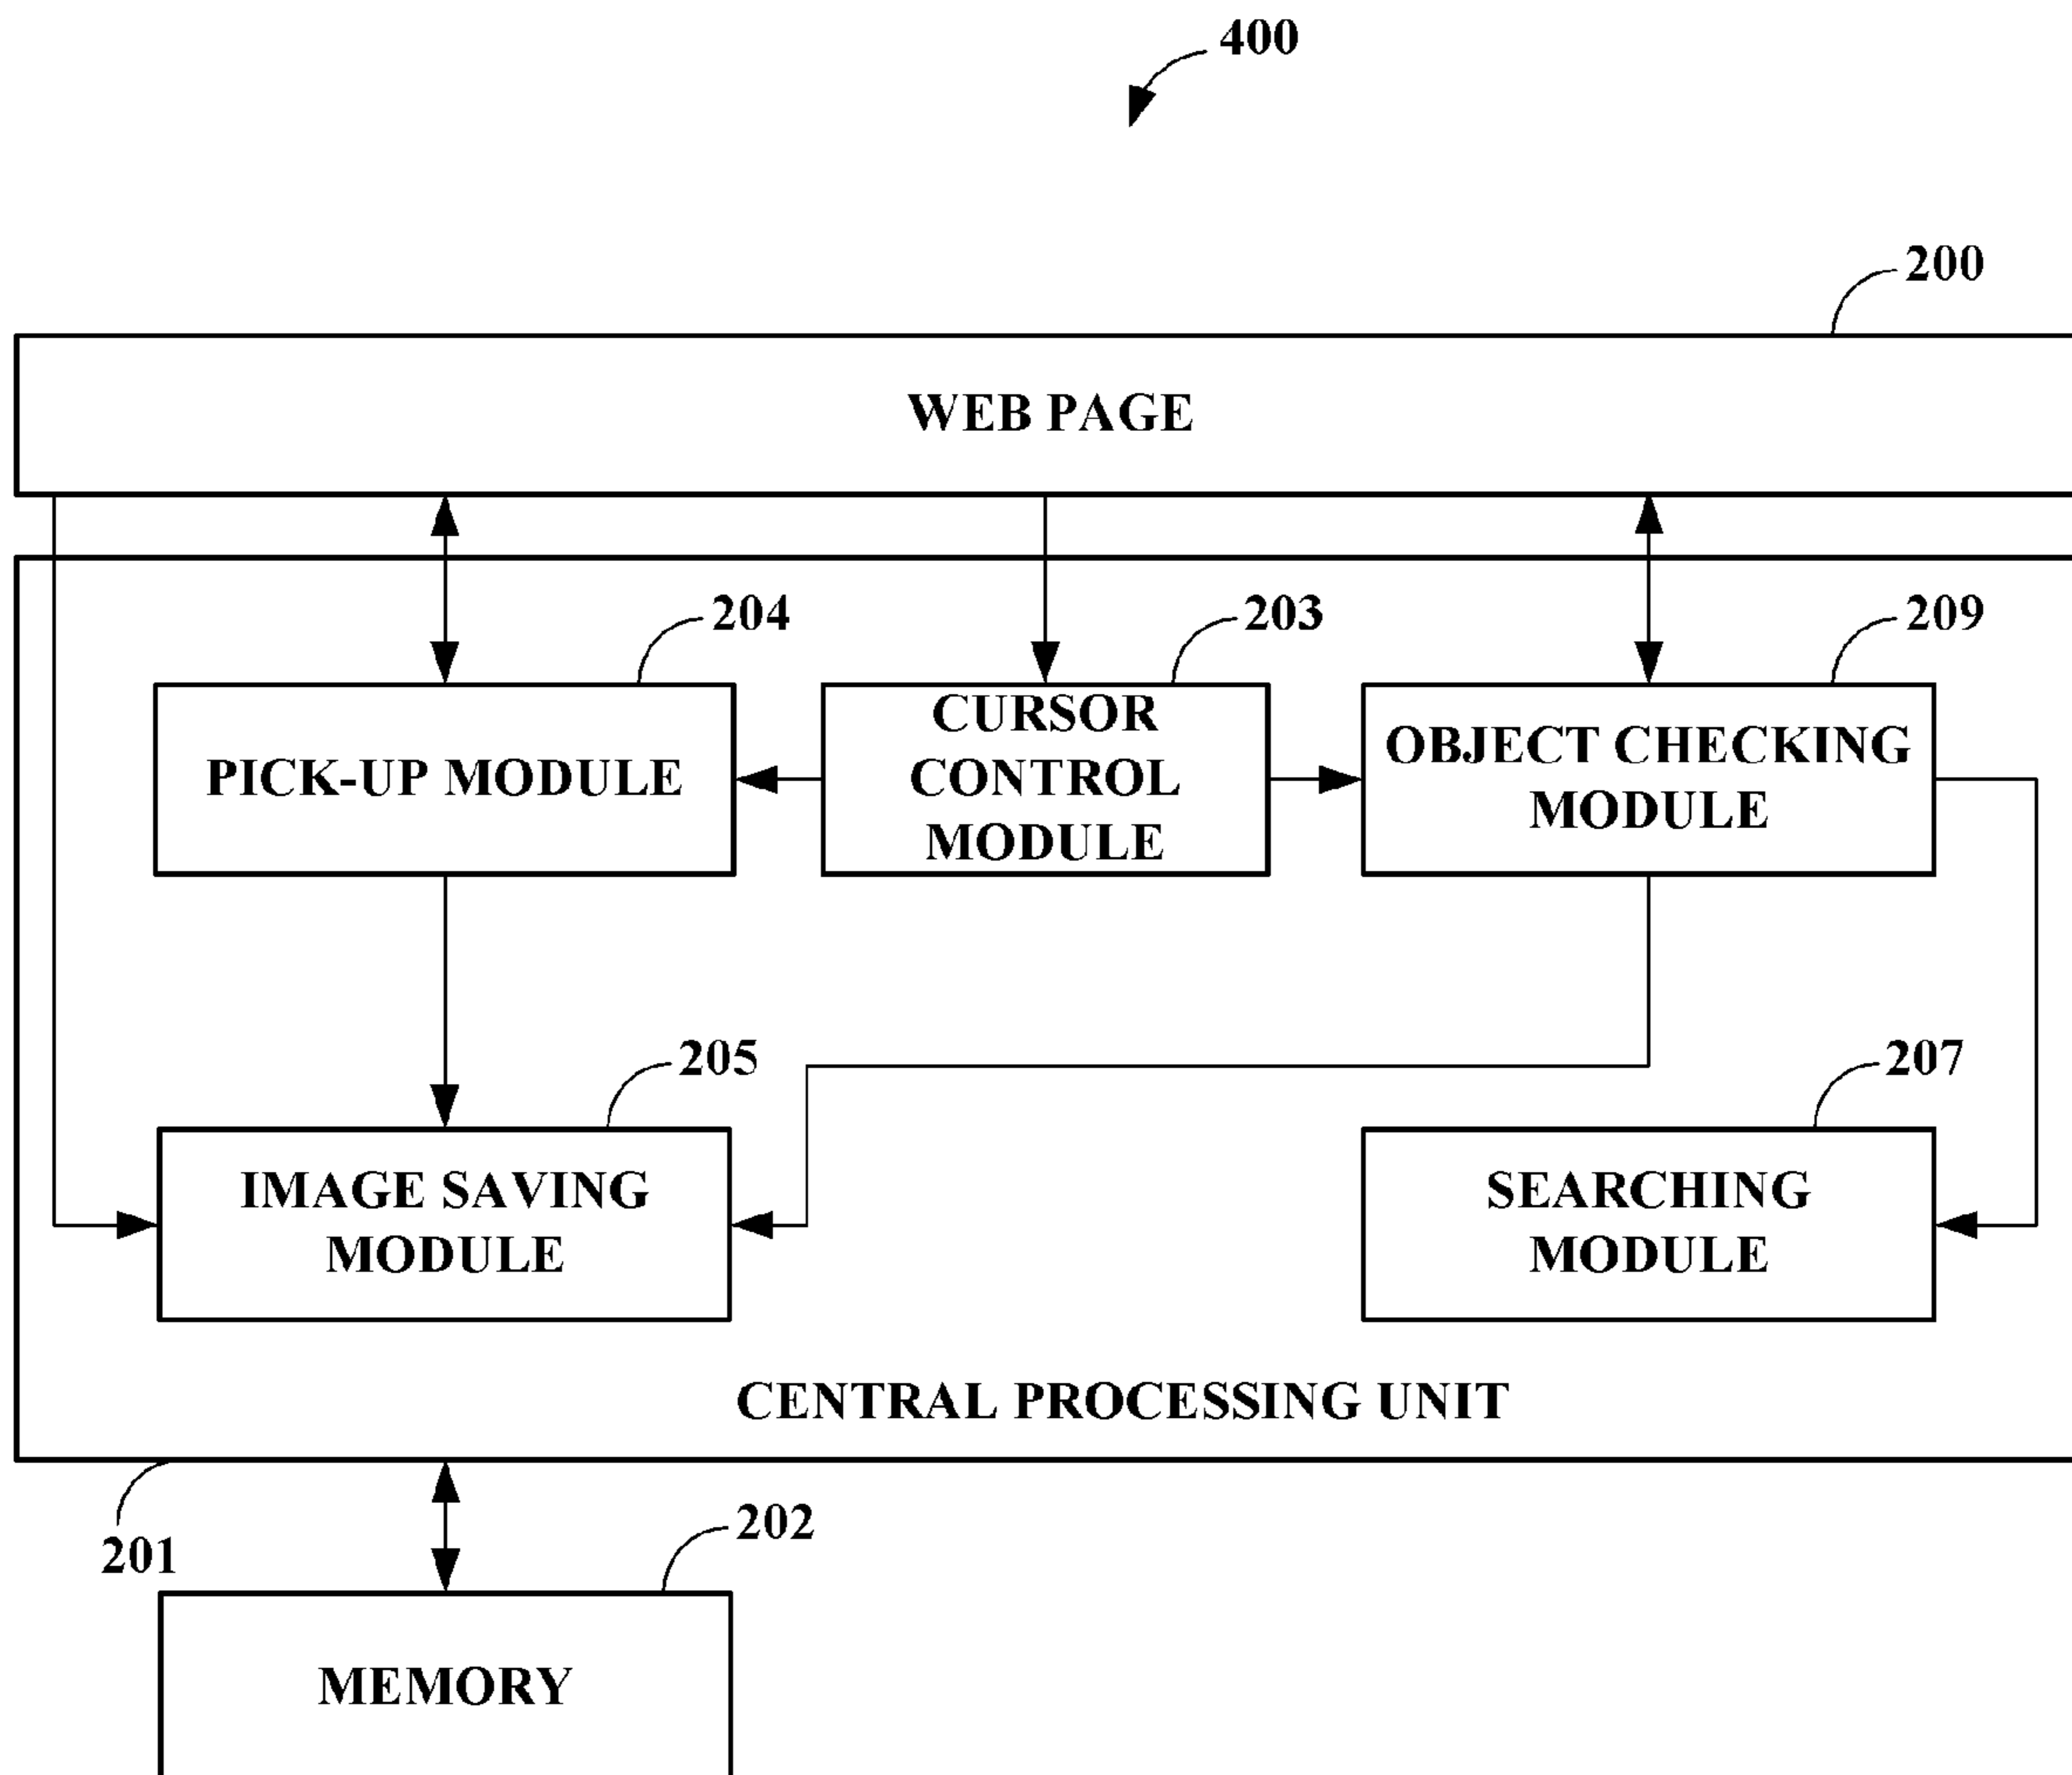 400
200
WEB PAGE
204
203
209
PICK-UP MODULE
CURSOR
CONTROL
MODULE
OBJECT CHECKING
MODULE
205
207
IMAGE SAVING
MODULE
SEARCHING
MODULE
CENTRAL PROCESSING UNIT
201
202
MEMORY